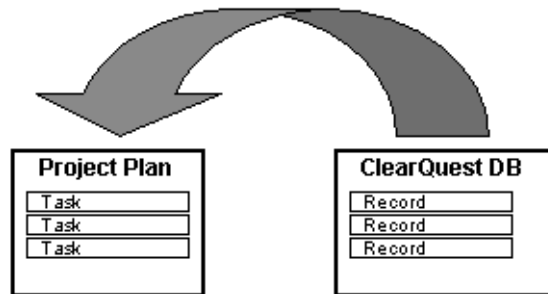 Project Plan
Task
Task
Task
ClearQuest DB
Record
Record
Record